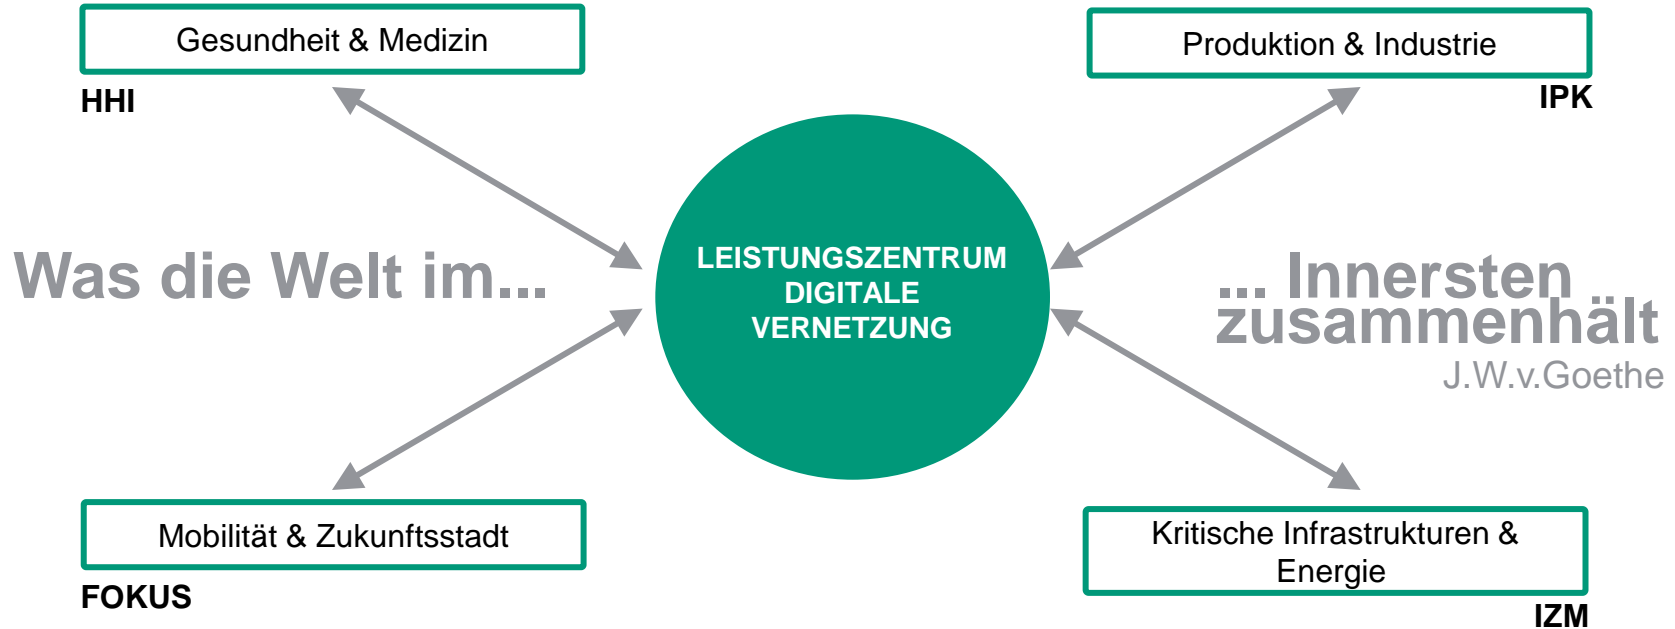 Gesundheit & Medizin
HHI
Produktion & Industrie
IPK
Was die Welt im...
LEISTUNGSZENTRUM
DIGITALE
VERNETZUNG
... Innersten
zusammenhält
J.W.v.Goethe
Mobilität & Zukunftsstadt
FOKUS
Kritische Infrastrukturen &
Energie
IZM